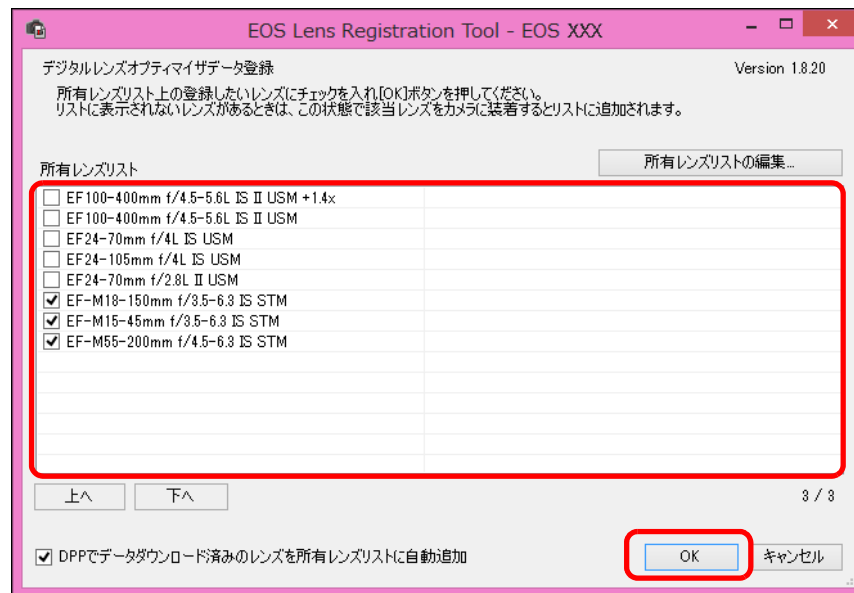 EOS Lens Registration Tool - EOS XXX
デジタルレンズオプティマイザデータ登録
Version 1.8.20
所有レンズリスト上の登録したいレンズにチェックを入れ[OK]ボタンを押してください。
リストに表示されないレンズがあるときは、この状態で該当レンズをカメラに装着するとリストに追加されます。
所有レンズリスト
所有レンズリストの編集...
EF100-400mm f/4.5-5.6L IS II USM +1.4x
EF100-400mm f/4.5-5.6L IS II USM
EF24-70mm f/4L IS USM
EF24-105mm f/4L IS USM
EF24-70mm f/2.8L II USM
EF-M18-150mm f/3.5-6.3 IS STM
EF-M15-45mm f/3.5-6.3 IS STM
EF-M55-200mm f/4.5-6.3 IS STM
上へ
下へ
3 / 3
DPPでデータダウンロード済みのレンズを所有レンズリストに自動追加
OK
キャンセル